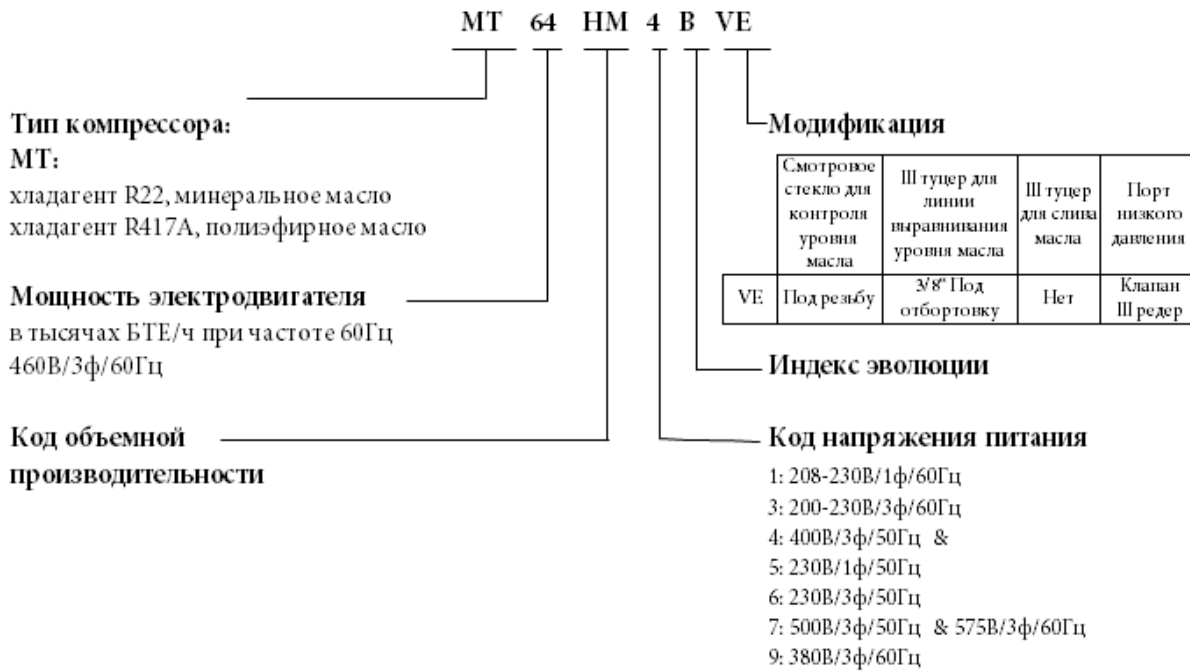 МТ 64 НМ 4 В VE
Тип компрессора:
МТ:
хладагент R22, минеральное масло
хладагент R417A, полиэфирное масло
Мощность электродвигателя
в тысячах БТЕ/ч при частоте 60Гц
460В/3ф/60Гц
Код объемной
производительности
Модификация
Смотровое
стекло для
контроля
уровня
масла
Штуцер для
линии
выравнивания
уровня масла
Штуцер
для слива
масла
Порт
низкого
давления
VE
Под резьбу
3/8" Под
отбортовку
Нет
Клапан
Шредер
Индекс эволюции
Код напряжения питания
1: 208-230В/1ф/60Гц
3: 200-230В/3ф/60Гц
4: 400В/3ф/50Гц &
5: 230В/1ф/50Гц
6: 230В/3ф/50Гц
7: 500В/3ф/50Гц & 575В/3ф/60Гц
9: 380В/3ф/60Гц